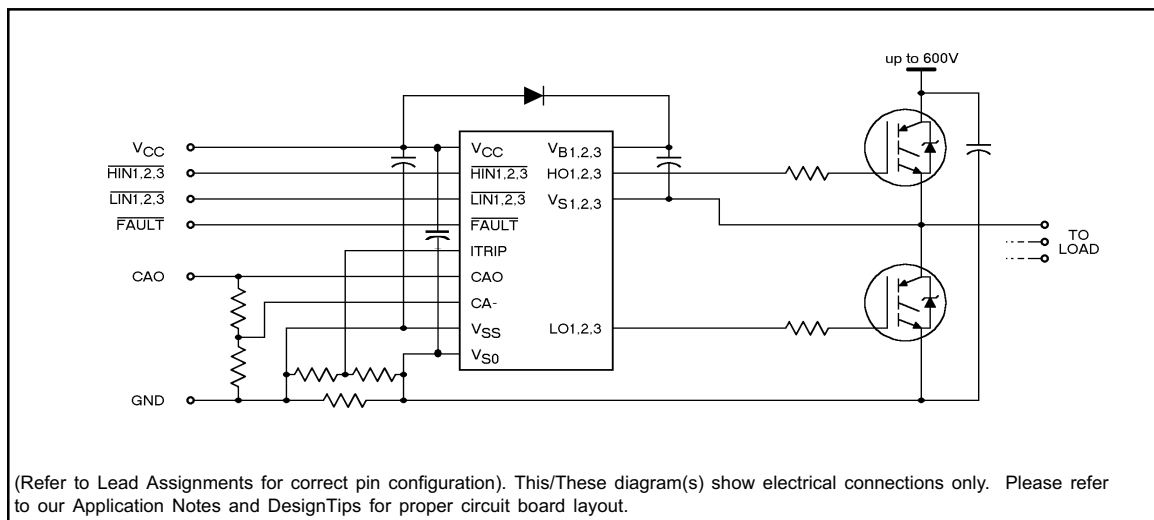 up to 600V
VCC
HIN1,2,3
LIN1,2,3
FAULT
CAO
GND
VCC
HIN1,2,3
LIN1,2,3
FAULT
ITRIP
CAO
CA-
VSS
VS0
VB1,2,3
HO1,2,3
VS1,2,3
LO1,2,3
TO
LOAD
(Refer to Lead Assignments for correct pin configuration). This/These diagram(s) show electrical connections only. Please refer
to our Application Notes and DesignTips for proper circuit board layout.